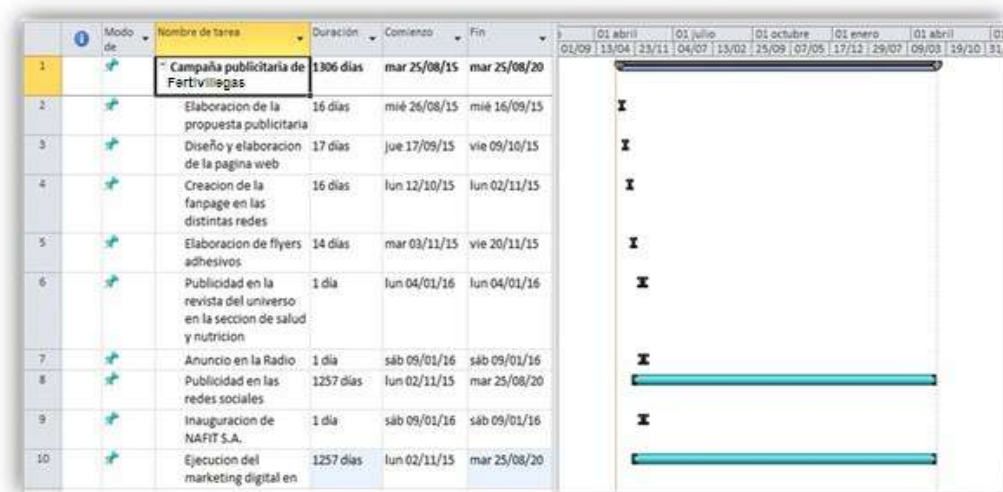 Modo de
Nombre de tarea
Duración
Comienzo
Fin
01 abril
01 julio
01 octubre
01 enero
01 abril
01/09 13/04 23/11 04/07 13/02 25/09 07/05 17/12 29/07 09/03 19/10
1 Campaña publicitaria de 1306 días mar 25/08/15 mar 25/08/20
Fertivillegas
2 Elaboracion de la 16 días mié 26/08/15 mié 16/09/15
propuesta publicitaria
3 Diseño y elaboracion 17 días jue 17/09/15 vie 09/10/15
de la pagina web
4 Creacion de la 16 días lun 12/10/15 lun 02/11/15
fanpage en las
distintas redes
5 Elaboracion de flyers 14 días mar 03/11/15 vie 20/11/15
adhesivos
6 Publicidad en la 1 día lun 04/01/16 lun 04/01/16
revista del universo
en la seccion de salud
y nutricion
7 Anuncio en la Radio 1 día sáb 09/01/16 sáb 09/01/16
8 Publicidad en las 1257 días lun 02/11/15 mar 25/08/20
redes sociales
9 Inauguracion de 1 día sáb 09/01/16 sáb 09/01/16
NAFIT S.A.
10 Ejecucion del 1257 días lun 02/11/15 mar 25/08/20
marketing digital en